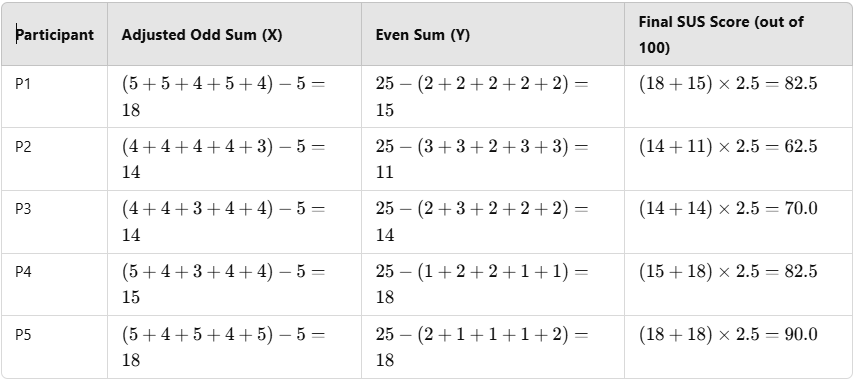 Participant Adjusted Odd Sum (X) Even Sum (Y) Final SUS Score (out of
100)
P1 (5 + 5 + 4 + 5 + 4) − 5 = 25 − (2 + 2 + 2 + 2 + 2) = (18 + 15) × 2.5 = 82.5
18 15
P2 (4 + 4 + 4 + 4 + 3) − 5 = 25 − (3 + 3 + 2 + 3 + 3) = (14 + 11) × 2.5 = 62.5
14 11
P3 (4 + 4 + 3 + 4 + 4) − 5 = 25 − (2 + 3 + 2 + 2 + 2) = (14 + 14) × 2.5 = 70.0
14 14
P4 (5 + 4 + 3 + 4 + 4) − 5 = 25 − (1 + 2 + 2 + 1 + 1) = (15 + 18) × 2.5 = 82.5
15 18
P5 (5 + 4 + 5 + 4 + 5) − 5 = 25 − (2 + 1 + 1 + 1 + 2) = (18 + 18) × 2.5 = 90.0
18 18